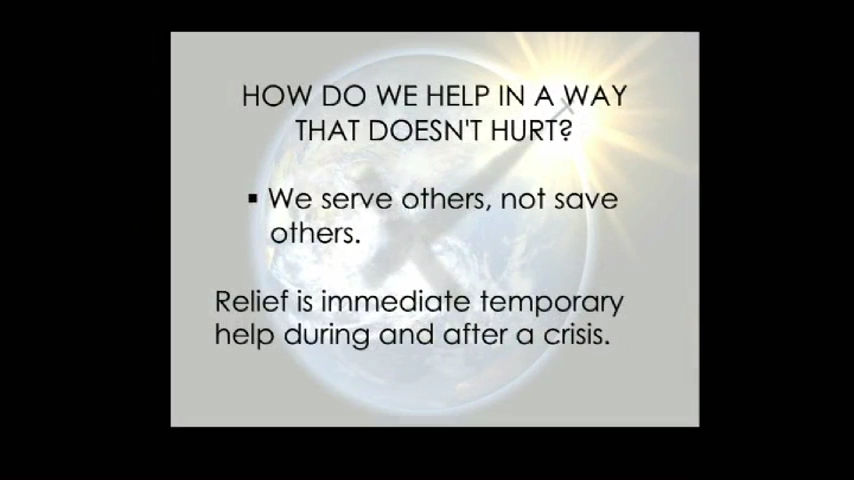 HOW DO WE HELP IN A WAY
THAT DOESN'T HURT?
▪ We serve others, not save
others.
Relief is immediate temporary
help during and after a crisis.